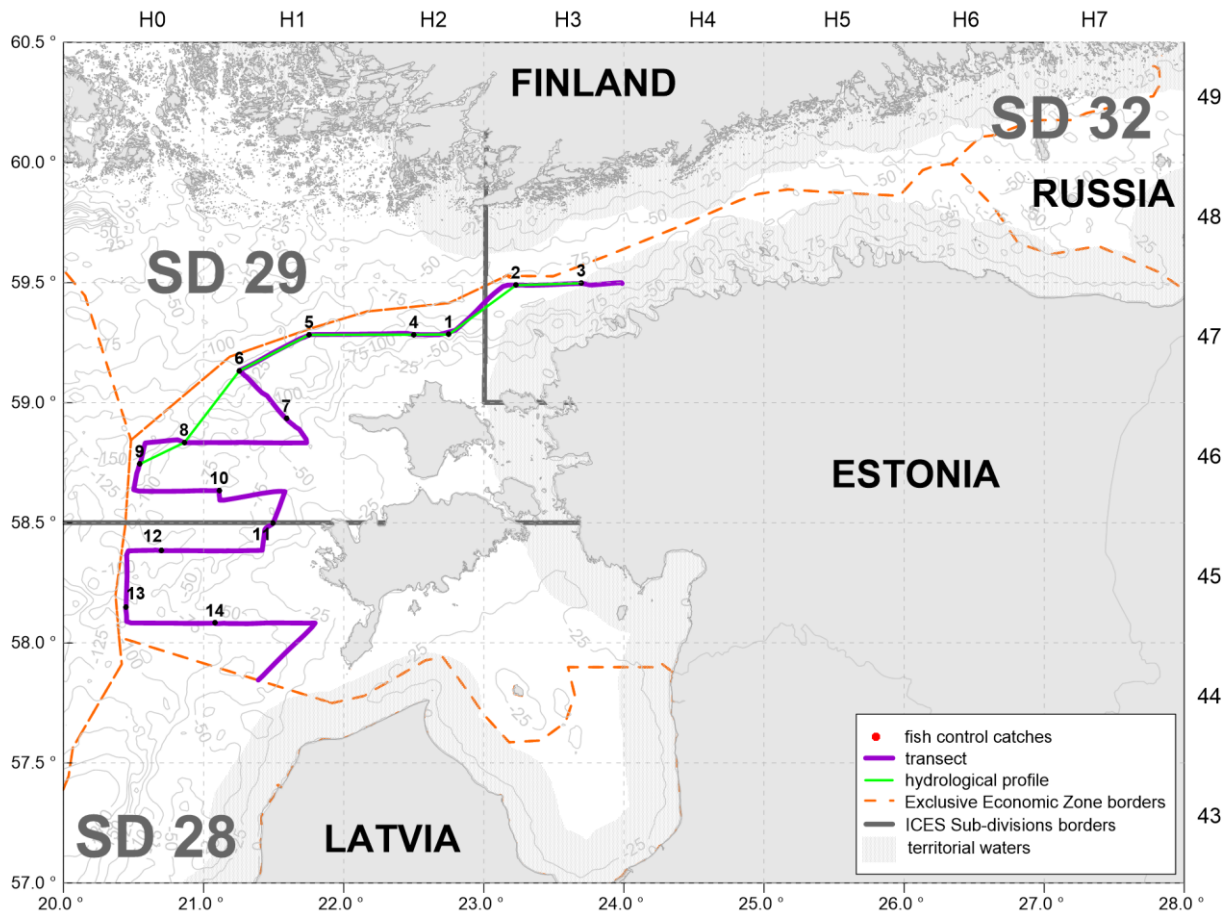 H0 H1 H2 H3 H4 H5 H6 H7
60.5 °
FINLAND
49
SD 32
60.0 °
RUSSIA
48
SD 29
59.5 °
2 3
5 4 1
47
6
59.0 °
7
8
9
46
ESTONIA
10
58.5 °
11
12
45
13
14
58.0 °
44
fish control catches
transect
57.5 °
hydrological profile
Exclusive Economic Zone borders
43
SD 28
LATVIA
ICES Sub-divisions borders
territorial waters
57.0 °
20.0 ° 21.0 ° 22.0 ° 23.0 ° 24.0 ° 25.0 ° 26.0 ° 27.0 ° 28.0 °